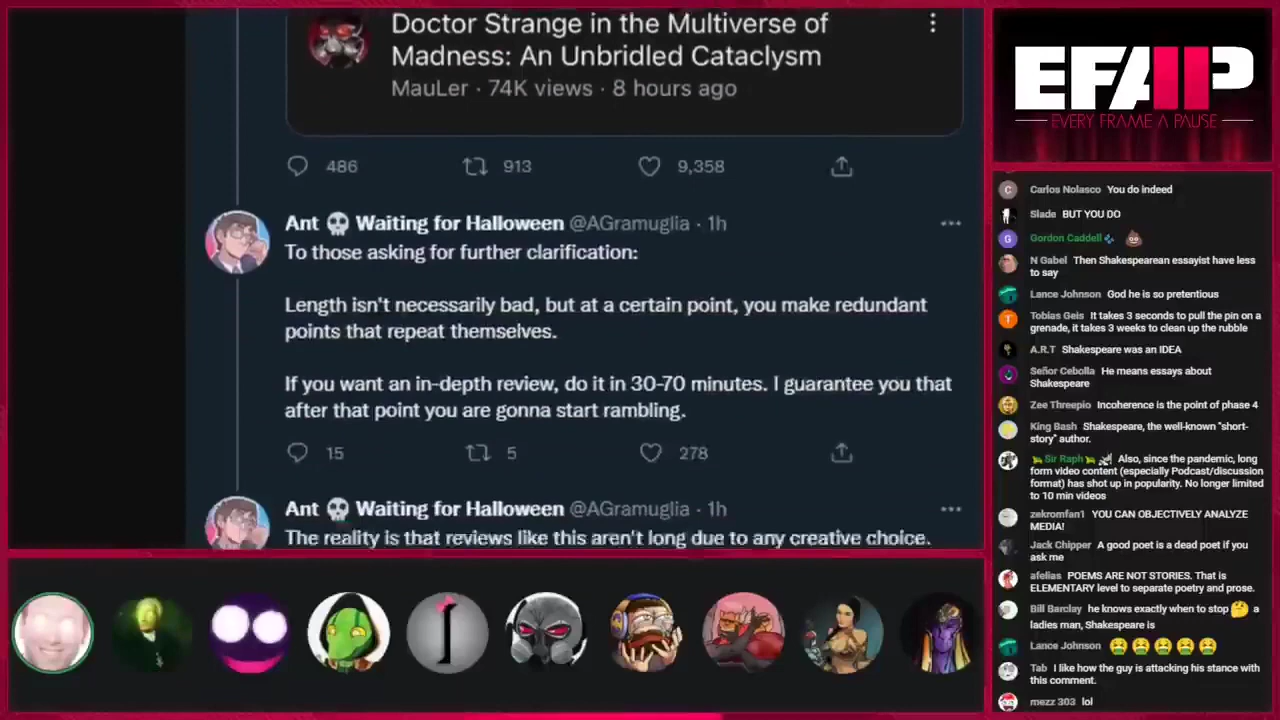 Doctor Strange in the Multiverse of
Madness: An Unbridled Cataclysm
MauLer · 74K views · 8 hours ago
486 913 9,358
Ant 💀 Waiting for Halloween @AGramuglia · 1h
To those asking for further clarification:
Length isn't necessarily bad, but at a certain point, you make redundant
points that repeat themselves.
If you want an in-depth review, do it in 30-70 minutes. I guarantee you that
after that point you are gonna start rambling.
15 5 278
Ant 💀 Waiting for Halloween @AGramuglia · 1h
The reality is that reviews like this aren't long due to any creative choice.
EFAP
EVERY FRAME A PAUSE
C Carlos Nolasco You do indeed
Slade BUT YOU DO
G Gordon Caddell 💩
N Gabel Then Shakespearean essayist have less
to say
Lance Johnson God he is so pretentious
T Tobias Geis It takes 3 seconds to pull the pin on a
grenade, it takes 3 weeks to clean up the rubble
A.R.T Shakespeare was an IDEA
Señor Cebolla He means essays about
Shakespeare
Zee Threepio Incoherence is the point of phase 4
King Bash Shakespeare, the well-known "short-
story" author.
Sir Raph Also, since the pandemic, long
form video content (especially Podcast/discussion
format) has shot up in popularity. No longer limited
to 10 min videos
zekromfan1 YOU CAN OBJECTIVELY ANALYZE
MEDIA!
Jack Chipper A good poet is a dead poet if you
ask me
afelias POEMS ARE NOT STORIES. That is
ELEMENTARY level to separate poetry and prose.
Bill Barclay he knows exactly when to stop 🤔 a
ladies man, Shakespeare is
Lance Johnson 🤮🤮🤮🤮🤮
Tab I like how the guy is attacking his stance with
this comment.
mezz 303 lol